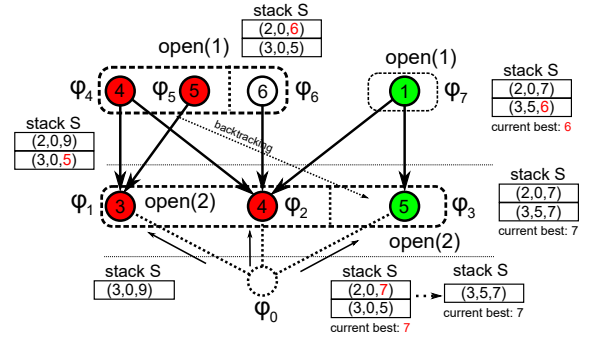 stack S
(2,0,6)
(3,0,5)
open(1)
open(1)
φ4
4
φ5
5
6
φ6
1
φ7
stack S
(2,0,7)
(3,5,6)
current best: 6
stack S
(2,0,9)
(3,0,5)
backtracking
stack S
(2,0,7)
(3,5,7)
current best: 7
φ1
3
open(2)
4
φ2
5
φ3
open(2)
stack S
(3,0,9)
φ0
stack S
(2,0,7)
(3,0,5)
current best: 7
stack S
(3,5,7)
current best: 7